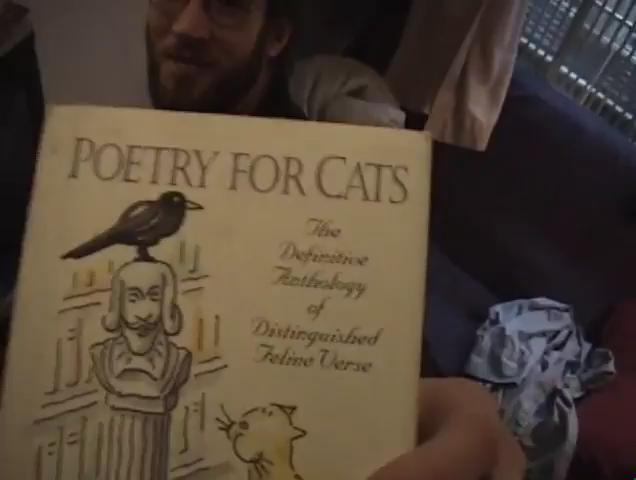 POETRY FOR CATS
The
Definitive
Anthology
of
Distinguished
Feline Verse